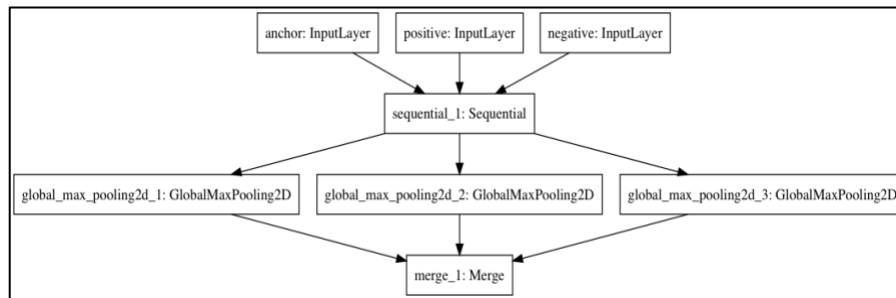 anchor: InputLayer
positive: InputLayer
negative: InputLayer
sequential_1: Sequential
global_max_pooling2d_1: GlobalMaxPooling2D
global_max_pooling2d_2: GlobalMaxPooling2D
global_max_pooling2d_3: GlobalMaxPooling2D
merge_1: Merge